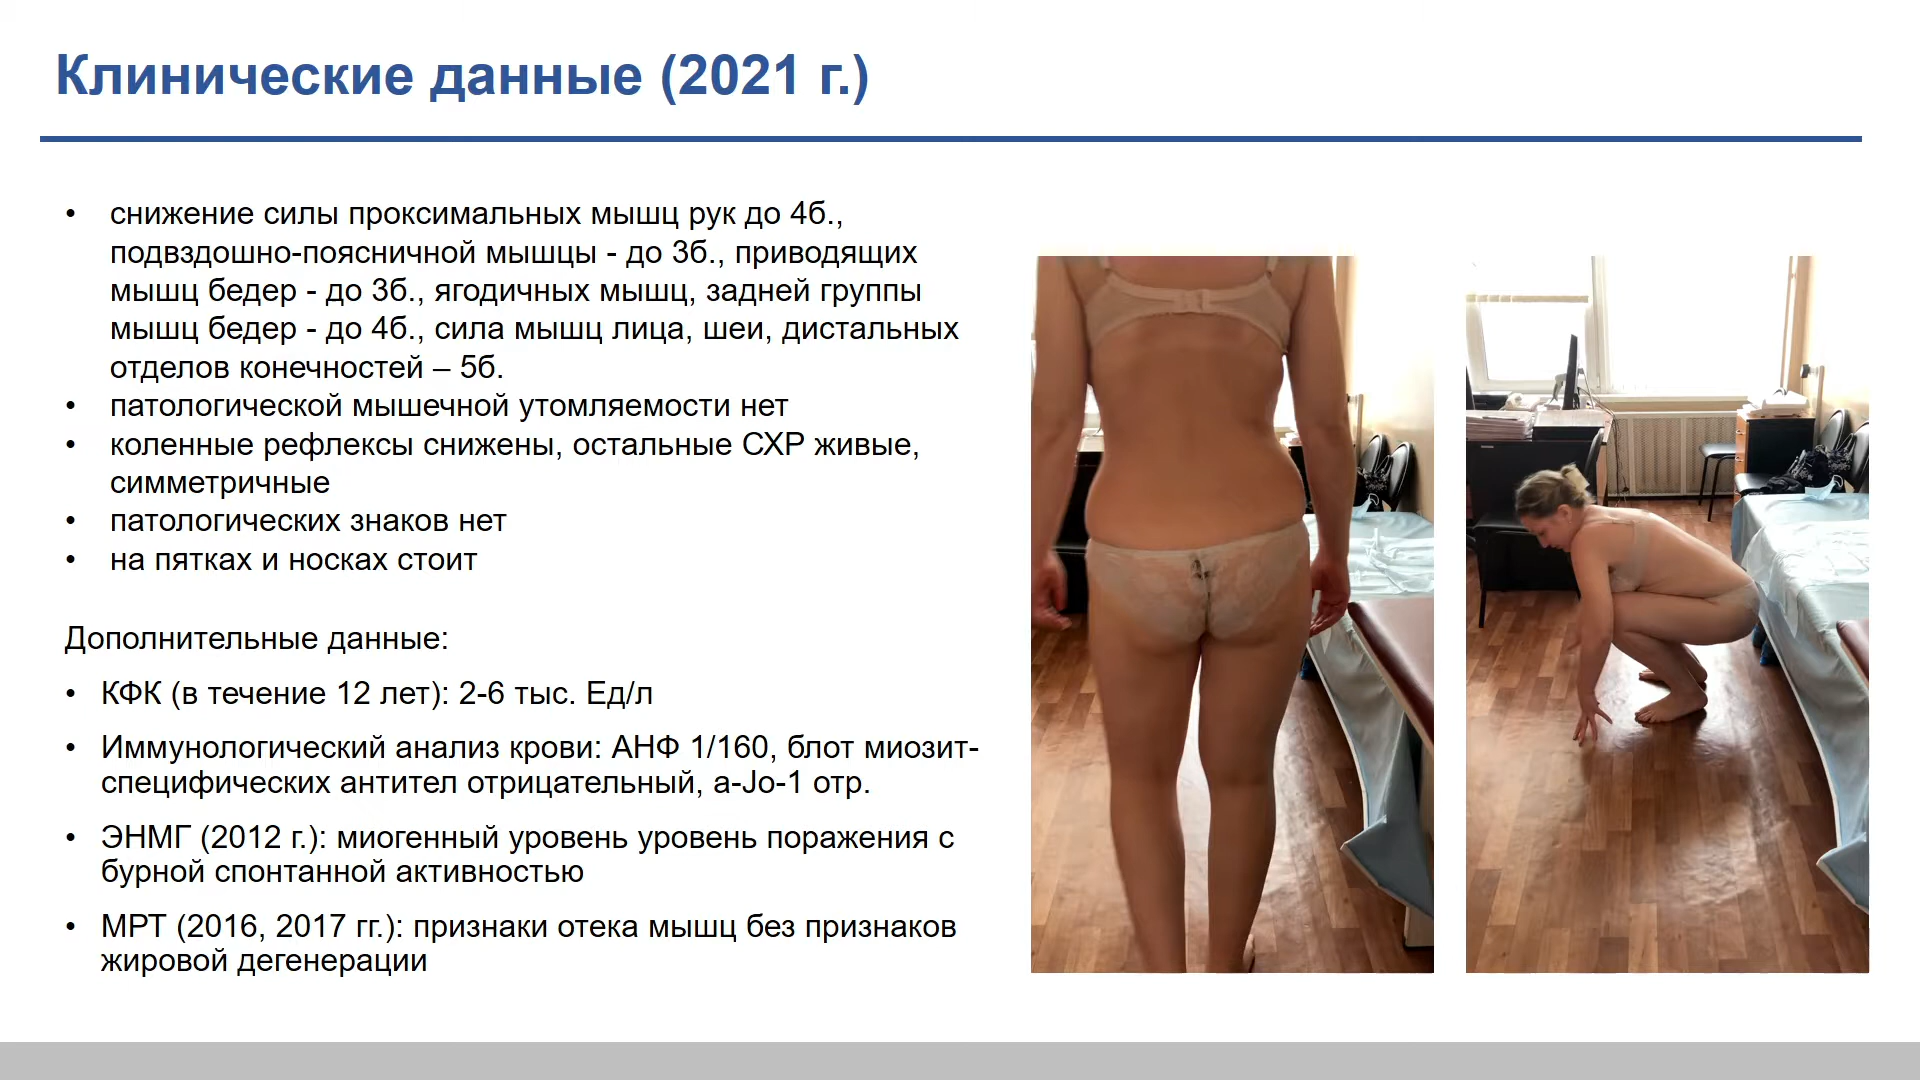 Клинические данные (2021 г.)
• снижение силы проксимальных мышц рук до 4б.,
подвздошно-поясничной мышцы - до 3б., приводящих
мышц бедер - до 3б., ягодичных мышц, задней группы
мышц бедер - до 4б., сила мышц лица, шеи, дистальных
отделов конечностей – 5б.
• патологической мышечной утомляемости нет
• коленные рефлексы снижены, остальные СХР живые,
симметричные
• патологических знаков нет
• на пятках и носках стоит
Дополнительные данные:
• КФК (в течение 12 лет): 2-6 тыс. Ед/л
• Иммунологический анализ крови: АНФ 1/160, блот миозит-
специфических антител отрицательный, a-Jo-1 отр.
• ЭНМГ (2012 г.): миогенный уровень уровень поражения с
бурной спонтанной активностью
• МРТ (2016, 2017 гг.): признаки отека мышц без признаков
жировой дегенерации